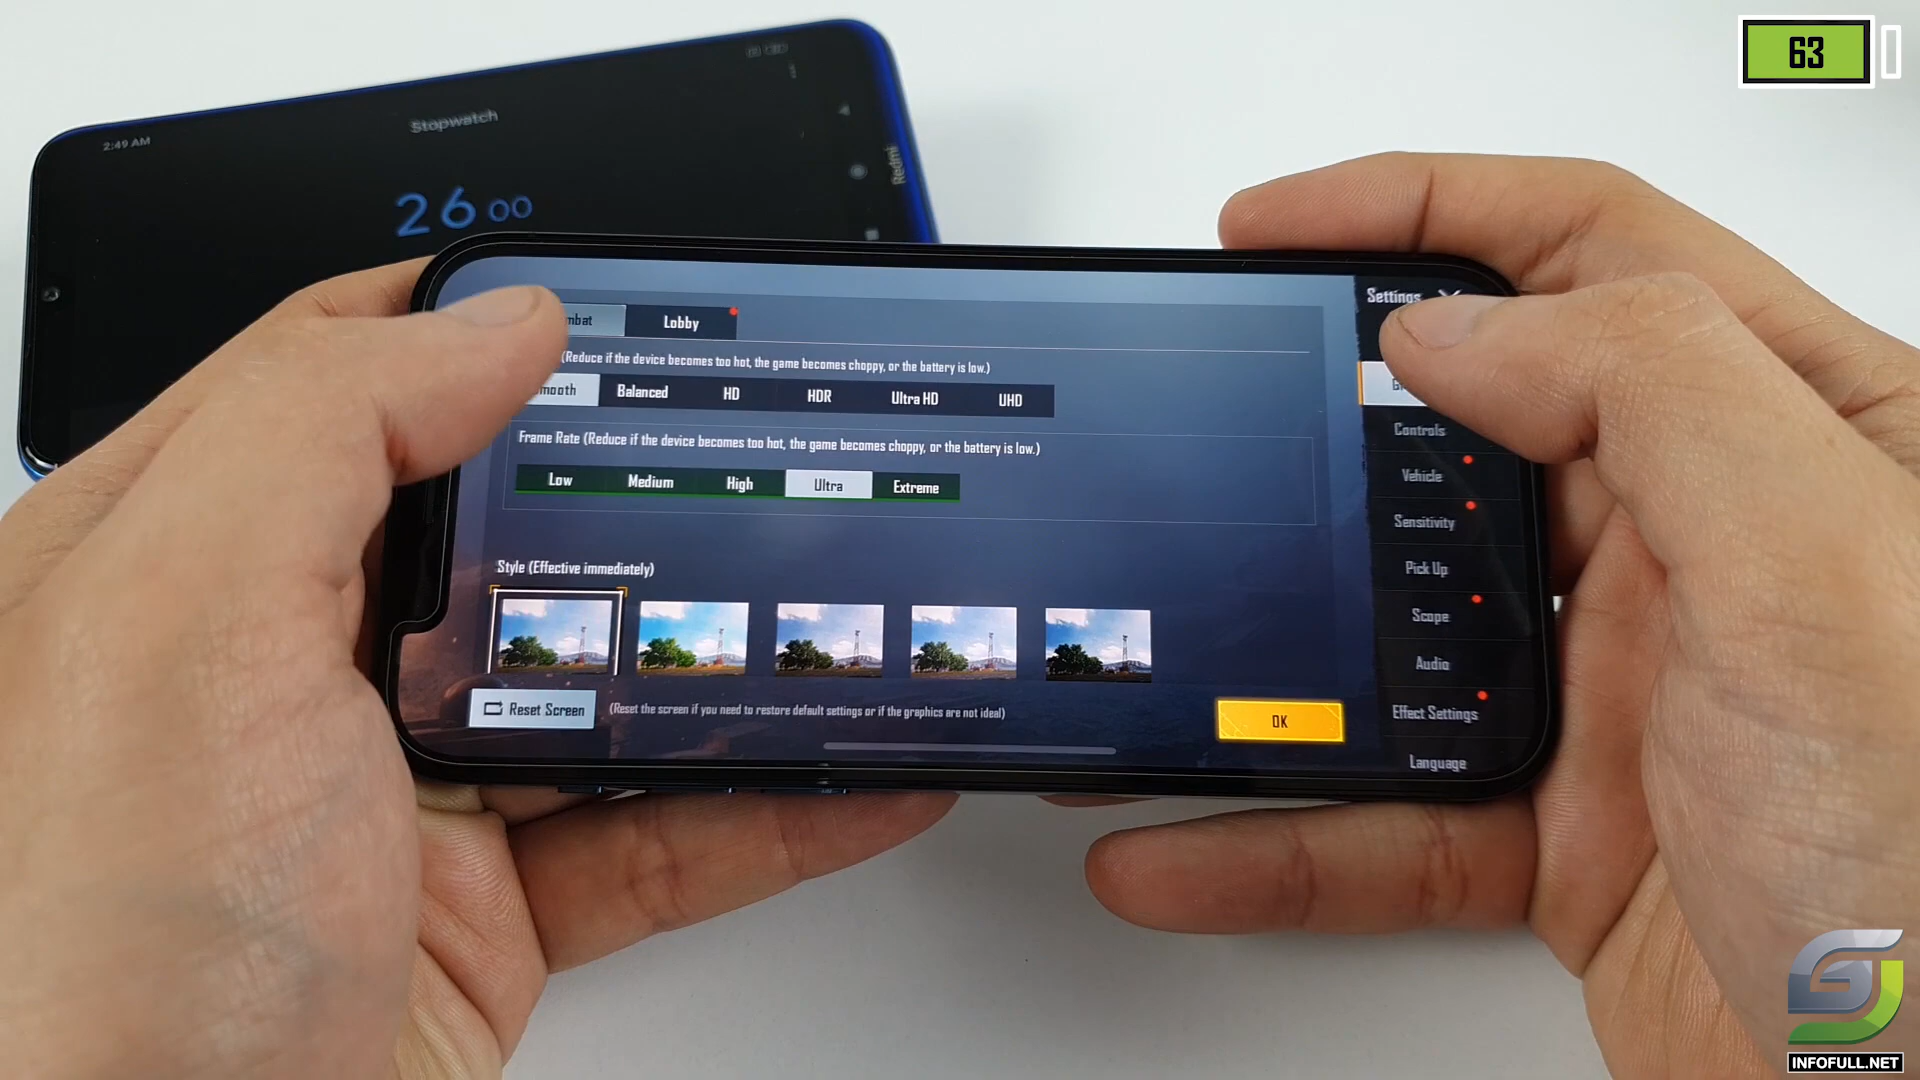 63
2:49 AM
Stopwatch
26 00
Redmi
Lobby
Settings
(Reduce if the device becomes too hot, the game becomes choppy, or the battery is low.)
Balanced HD HDR Ultra HD UHD
Frame Rate (Reduce if the device becomes too hot, the game becomes choppy, or the battery is low.)
Low Medium High Ultra Extreme
Controls
Vehicle
Sensitivity
Pick Up
Scope
Audio
Effect Settings
Language
Style (Effective immediately)
Reset Screen (Reset the screen if you need to restore default settings or if the graphics are not ideal)
OK
INFOFULL.NET